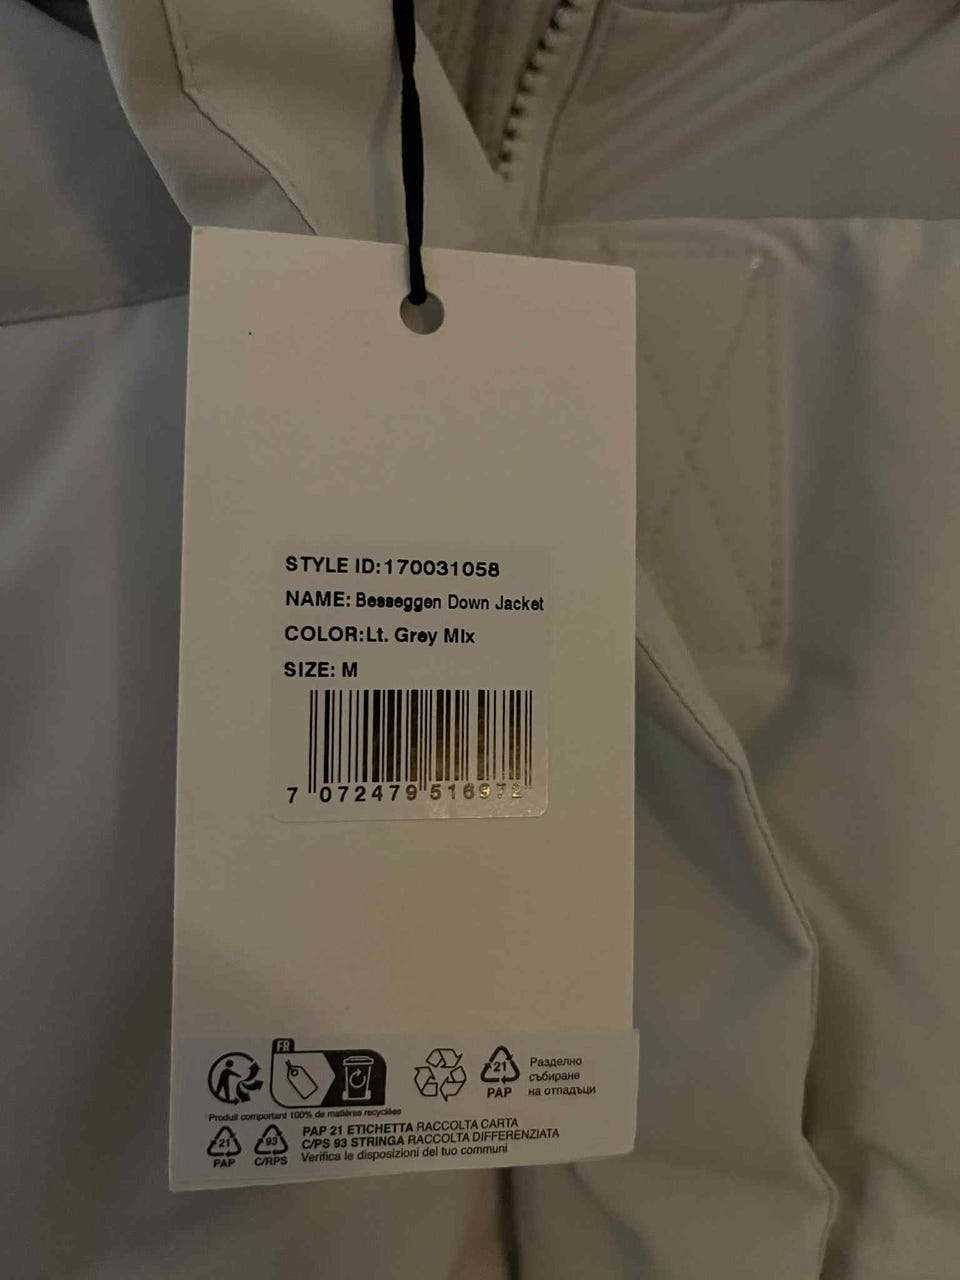 STYLE ID:170031058
NAME: Besseggen Down Jacket
COLOR:Lt. Grey Mix
SIZE: M
7 072479 516972
FR
21
PAP
Разделно
събиране
на отпадъци
Produit comportant 100% de matières recyclées
21
PAP
93
C/RPS
PAP 21 ETICHETTA RACCOLTA CARTA
C/PS 93 STRINGA RACCOLTA DIFFERENZIATA
Verifica le disposizioni del tuo communi